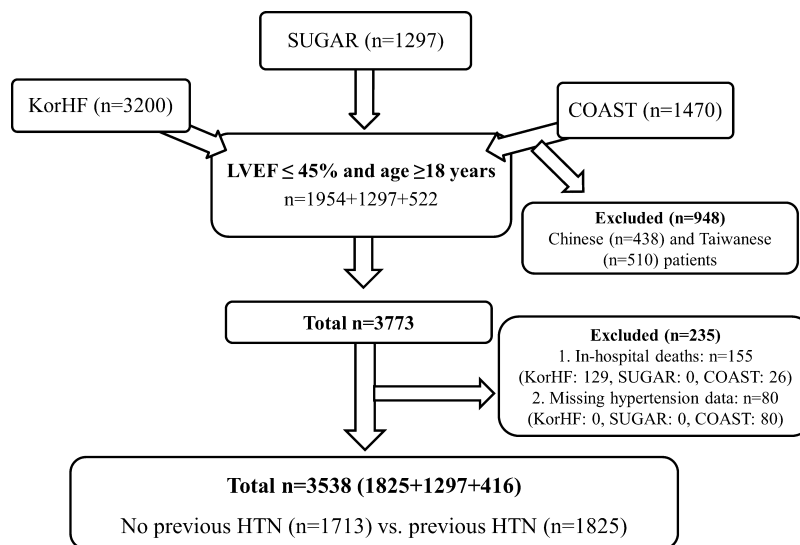 SUGAR (n=1297)
KorHF (n=3200)
COAST (n=1470)
LVEF ≤ 45% and age ≥18 years
n=1954+1297+522
Excluded (n=948)
Chinese (n=438) and Taiwanese
(n=510) patients
Total n=3773
Excluded (n=235)
1. In-hospital deaths: n=155
(KorHF: 129, SUGAR: 0, COAST: 26)
2. Missing hypertension data: n=80
(KorHF: 0, SUGAR: 0, COAST: 80)
Total n=3538 (1825+1297+416)
No previous HTN (n=1713) vs. previous HTN (n=1825)